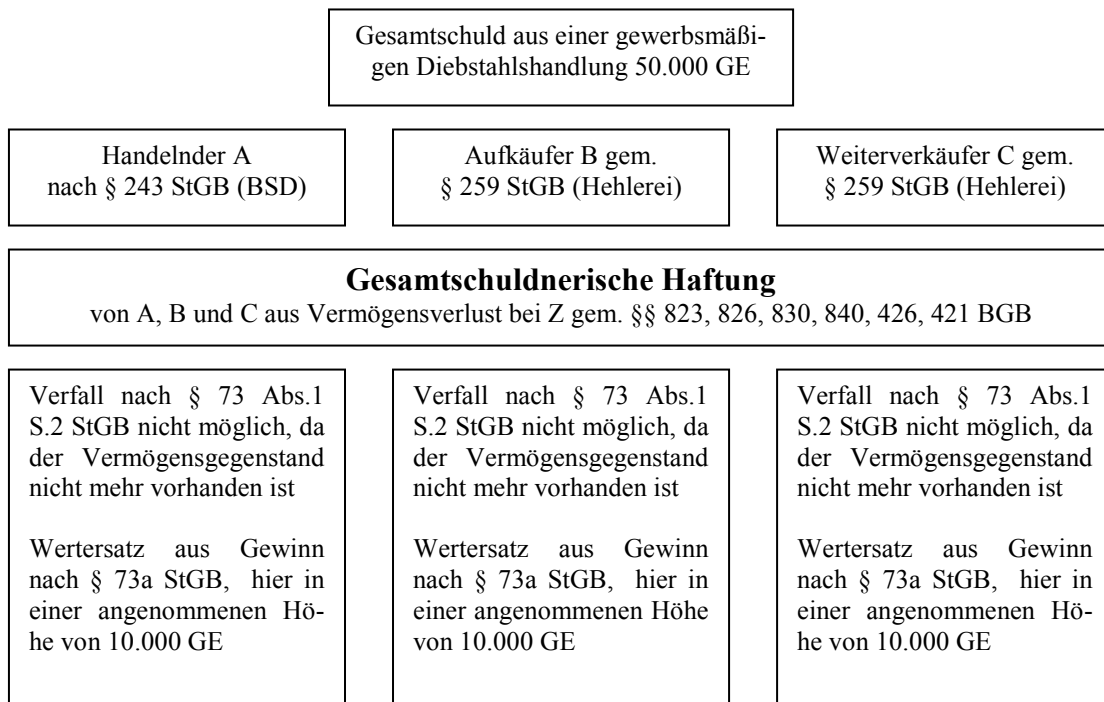 Gesamtschuld aus einer gewerbsmäßi-
gen Diebstahlshandlung 50.000 GE
Handelnder A
nach § 243 StGB (BSD)
Aufkäufer B gem.
§ 259 StGB (Hehlerei)
Weiterverkäufer C gem.
§ 259 StGB (Hehlerei)
Gesamtschuldnerische Haftung
von A, B und C aus Vermögensverlust bei Z gem. §§ 823, 826, 830, 840, 426, 421 BGB
Verfall nach § 73 Abs.1
S.2 StGB nicht möglich, da
der Vermögensgegenstand
nicht mehr vorhanden ist
Wertersatz aus Gewinn
nach § 73a StGB, hier in
einer angenommenen Hö-
he von 10.000 GE
Verfall nach § 73 Abs.1
S.2 StGB nicht möglich, da
der Vermögensgegenstand
nicht mehr vorhanden ist
Wertersatz aus Gewinn
nach § 73a StGB, hier in
einer angenommenen Höhe
von 10.000 GE
Verfall nach § 73 Abs.1
S.2 StGB nicht möglich, da
der Vermögensgegenstand
nicht mehr vorhanden ist
Wertersatz aus Gewinn
nach § 73a StGB, hier in
einer angenommenen Hö-
he von 10.000 GE